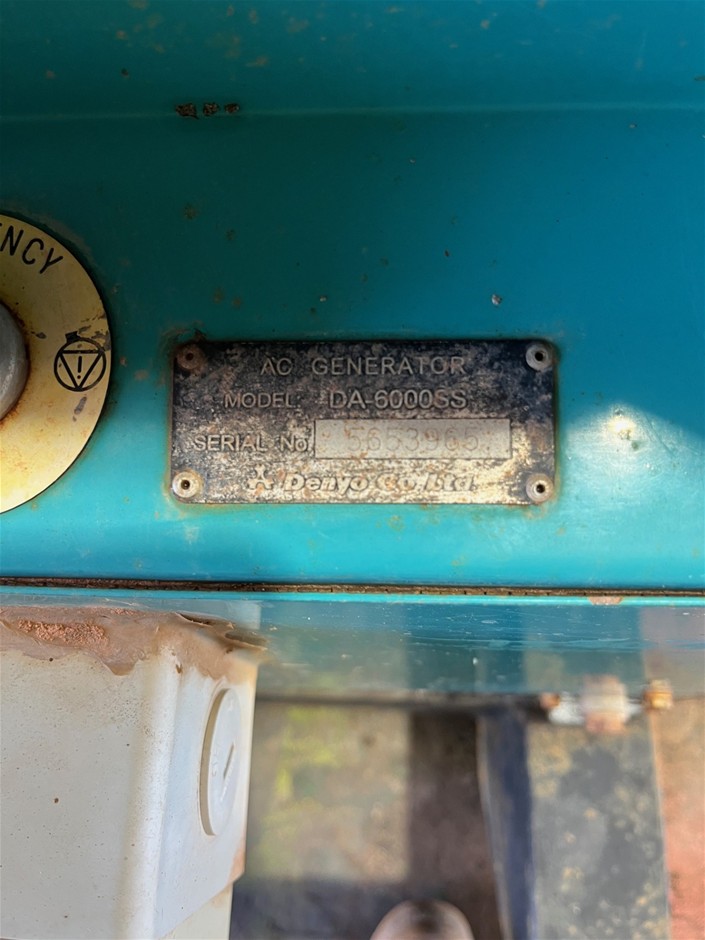 NCY
AC GENERATOR
MODEL: DA-6000SS
SERIAL No 5653965
Denyo Co., Ltd.